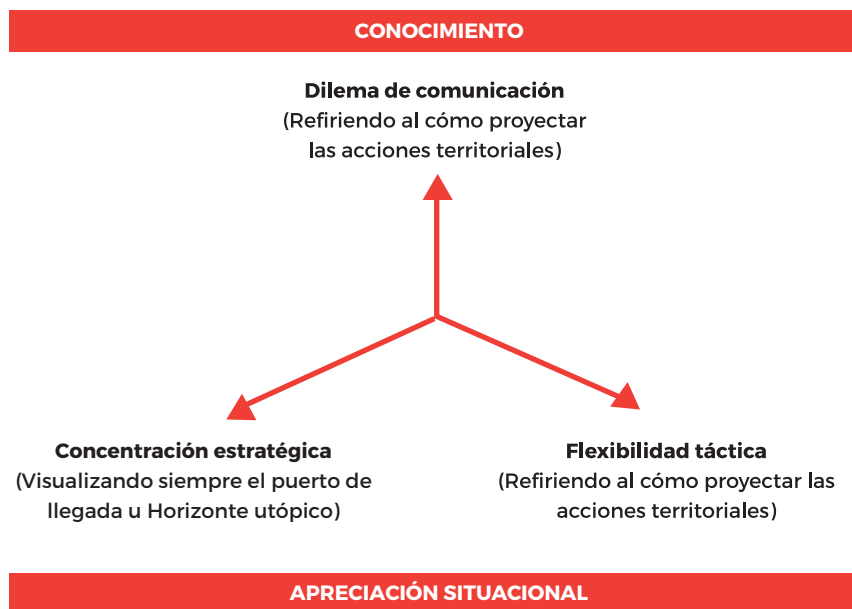 CONOCIMIENTO
Dilema de comunicación
(Refiriendo al cómo proyectar
las acciones territoriales)
Concentración estratégica
(Visualizando siempre el puerto de
llegada u Horizonte utópico)
Flexibilidad táctica
(Refiriendo al cómo proyectar las
acciones territoriales)
APRECIACIÓN SITUACIONAL